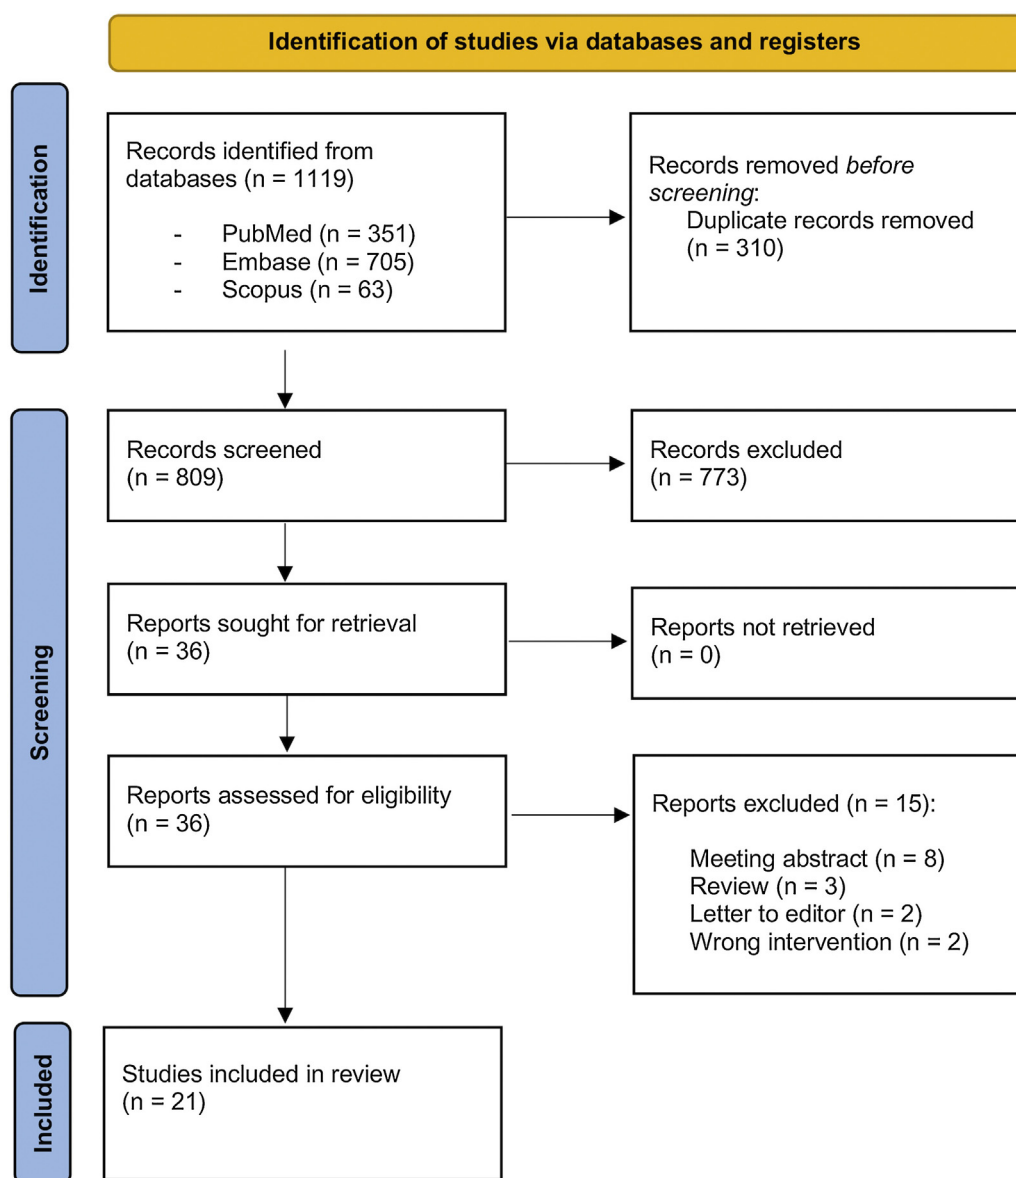 Identification of studies via databases and registers
Identification
Records identified from
databases (n = 1119)
- PubMed (n = 351)
- Embase (n = 705)
- Scopus (n = 63)
Records removed before
screening:
Duplicate records removed
(n = 310)
Screening
Records screened
(n = 809)
Records excluded
(n = 773)
Reports sought for retrieval
(n = 36)
Reports not retrieved
(n = 0)
Reports assessed for eligibility
(n = 36)
Reports excluded (n = 15):
Meeting abstract (n = 8)
Review (n = 3)
Letter to editor (n = 2)
Wrong intervention (n = 2)
Included
Studies included in review
(n = 21)